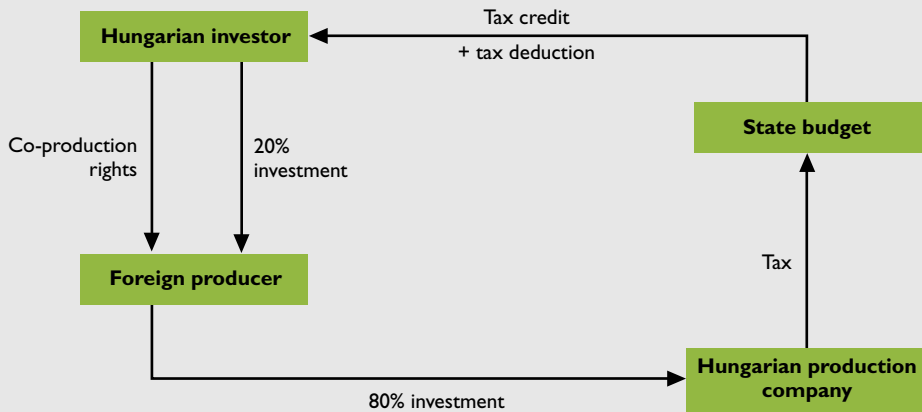 Tax credit
Hungarian investor
+ tax deduction
State budget
Co-production
rights
20%
investment
Foreign producer
Tax
Hungarian production
company
80% investment